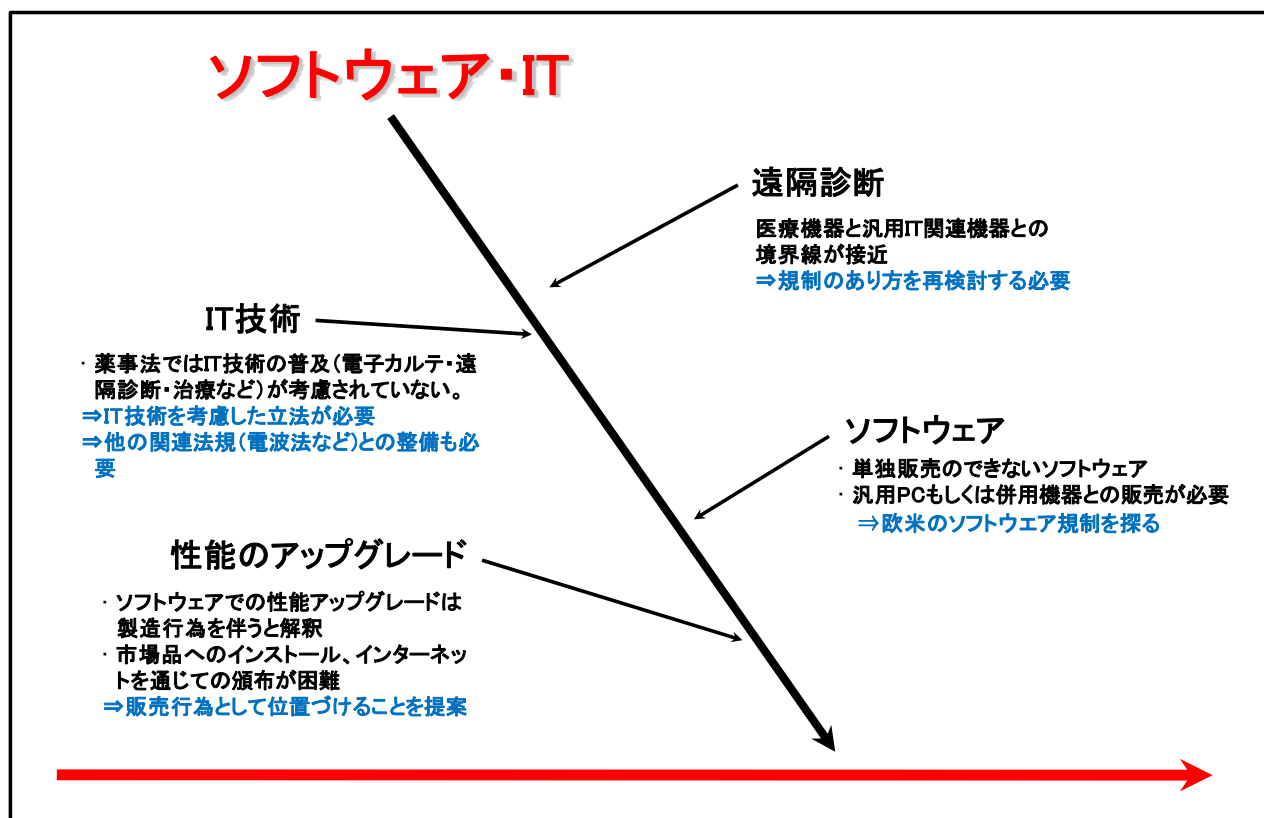 ソフトウェア・IT
遠隔診断
医療機器と汎用IT関連機器との
境界線が接近
⇒規制のあり方を再検討する必要
IT技術
・薬事法ではIT技術の普及（電子カルテ・遠
隔診断・治療など）が考慮されていない。
⇒IT技術を考慮した立法が必要
⇒他の関連法規（電波法など）との整備も必
要
ソフトウェア
・単独販売のできないソフトウェア
・汎用PCもしくは併用機器との販売が必要
⇒欧米のソフトウエア規制を探る
性能のアップグレード
・ソフトウェアでの性能アップグレードは
製造行為を伴うと解釈
・市場品へのインストール、インターネッ
トを通じての頒布が困難
⇒販売行為として位置づけることを提案